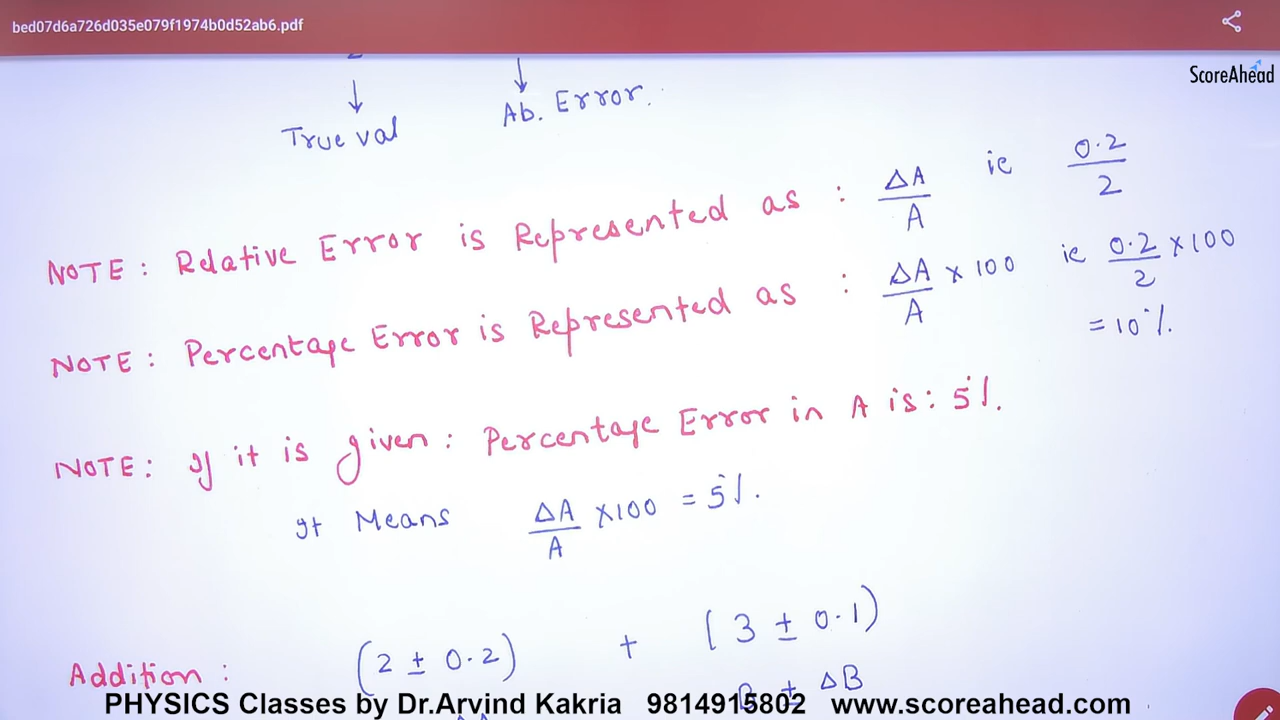 bed07d6a726d035e079f1974b0d52ab6.pdf
ScoreAhead
↓ ↓
True val Ab. Error.
NOTE: Relative Error is Represented as : ΔA/A ie 0.2/2
NOTE: Percentage Error is Represented as : ΔA/A × 100 ie 0.2/2 × 100
= 10%.
NOTE: If it is given: Percentage Error in A is: 5%.
It Means ΔA/A ×100 = 5%.
Addition: (2 ± 0.2) + (3 ± 0.1)
B ± ΔB
PHYSICS Classes by Dr.Arvind Kakria 9814915802 www.scoreahead.com